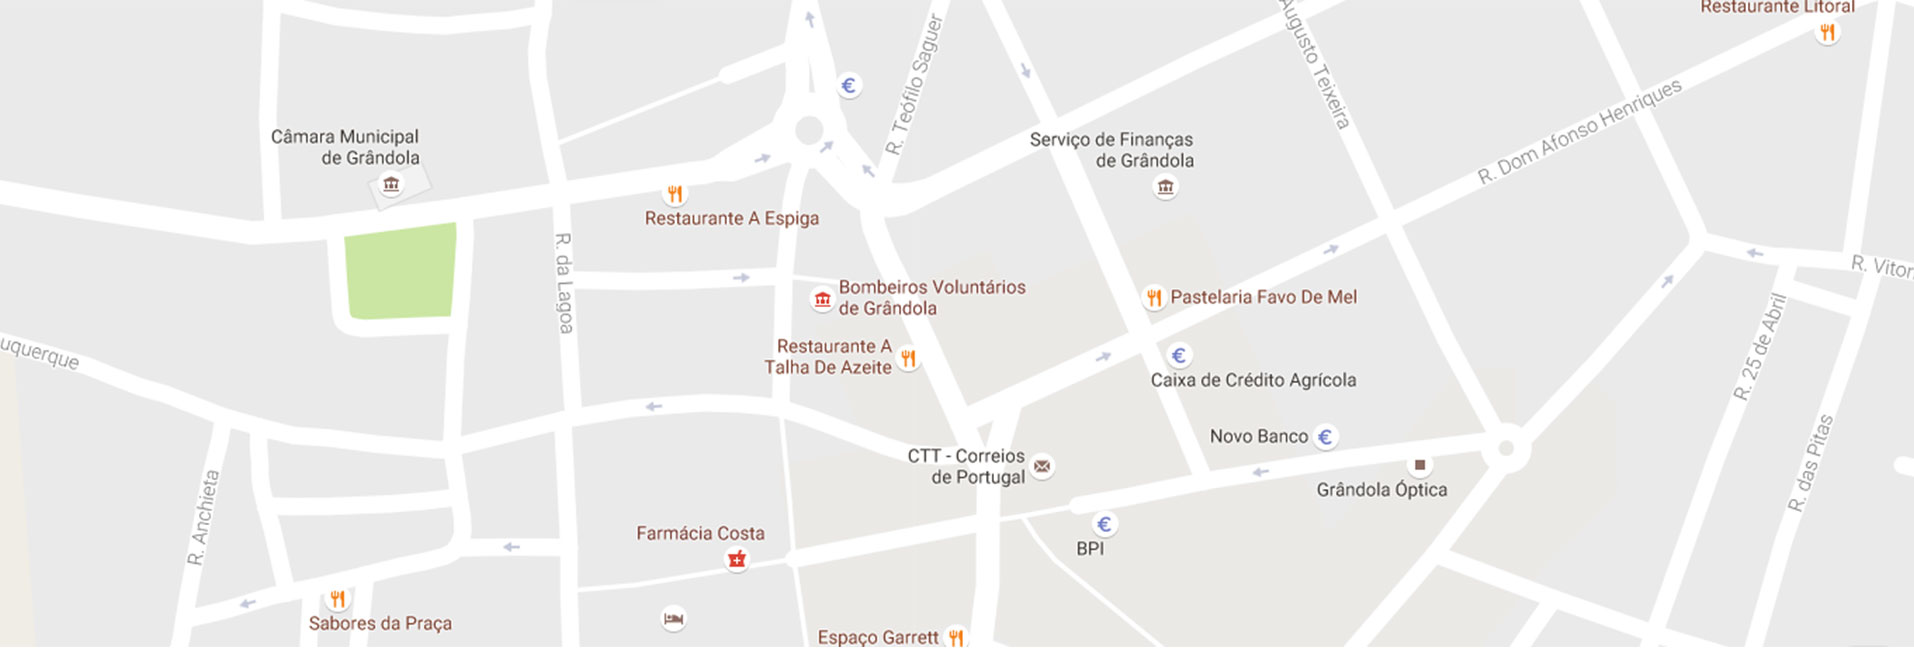 Restaurante Litoral
R. Teófilo Saguer
Augusto Teixeira
R. Dom Afonso Henriques
Câmara Municipal
de Grândola
Serviço de Finanças
de Grândola
Restaurante A Espiga
R. da Lagoa
R. Vitor
Bombeiros Voluntários
de Grândola
Pastelaria Favo De Mel
Restaurante A
Talha De Azeite
uquerque
R. 25 de Abril
Caixa de Crédito Agrícola
Novo Banco
CTT - Correios
de Portugal
Grândola Óptica
R. das Pitas
R. Anchieta
Farmácia Costa
BPI
Sabores da Praça
Espaço Garrett